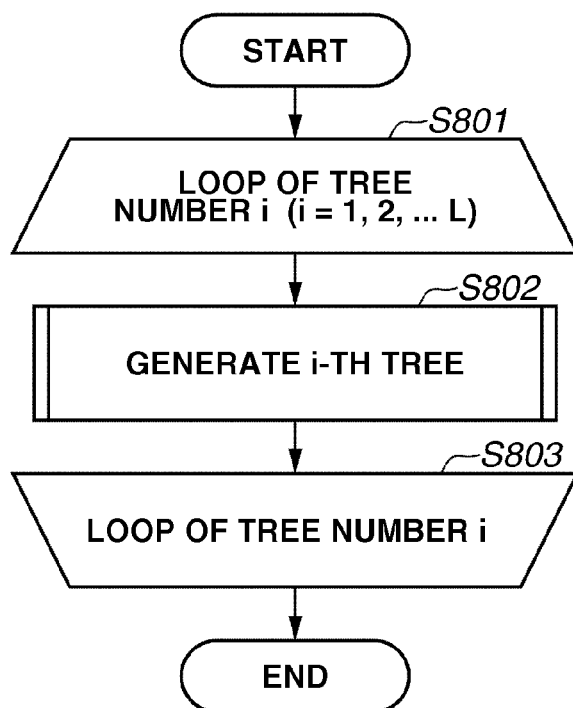 START
S801
LOOP OF TREE
NUMBER i (i = 1, 2, ... L)
S802
GENERATE i-TH TREE
S803
LOOP OF TREE NUMBER i
END